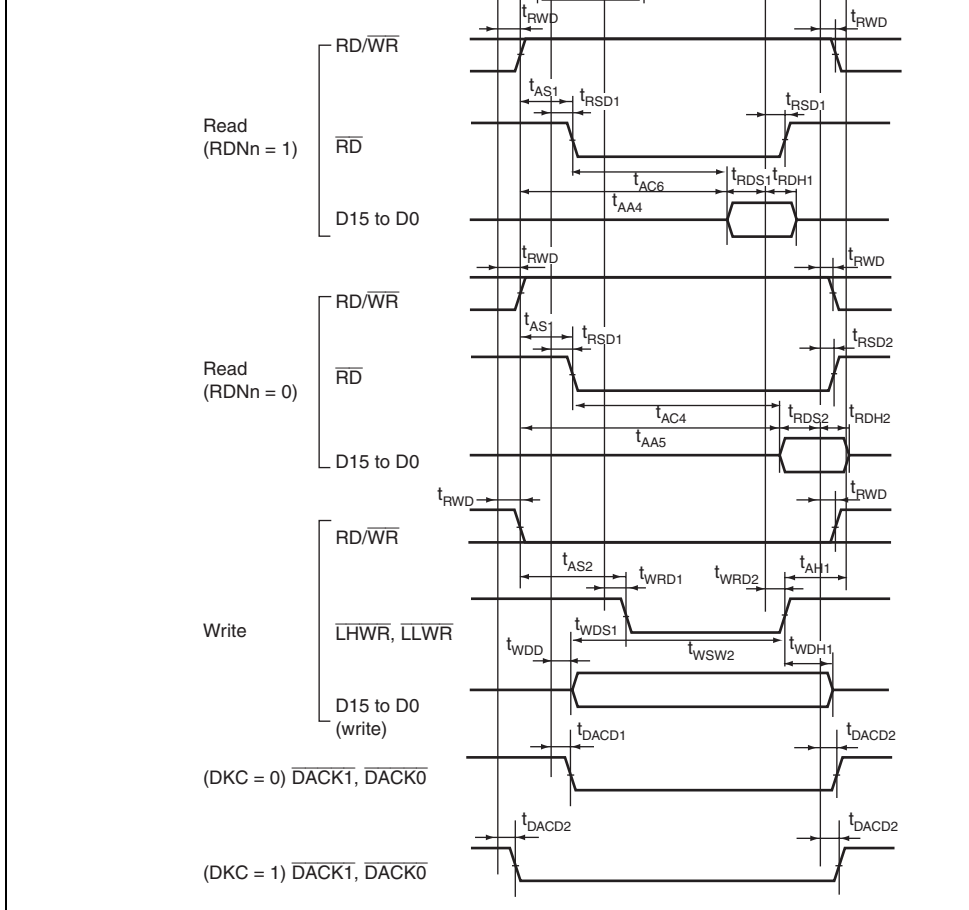 tRWD tRWD
RD/WR
tAS1 tRSD1 tRSD1
Read
(RDNn = 1)
RD
tAC6 tRDS1 tRDH1
tAA4
D15 to D0
tRWD tRWD
RD/WR
tAS1 tRSD1 tRSD2
Read
(RDNn = 0)
RD
tAC4 tRDS2 tRDH2
tAA5
D15 to D0
tRWD tRWD
RD/WR
tAS2 tWRD1 tWRD2 tAH1
Write
LHWR, LLWR
tWDD tWDS1 tWSW2 tWDH1
D15 to D0
(write)
tDACD1 tDACD2
(DKC = 0) DACK1, DACK0
tDACD2 tDACD2
(DKC = 1) DACK1, DACK0